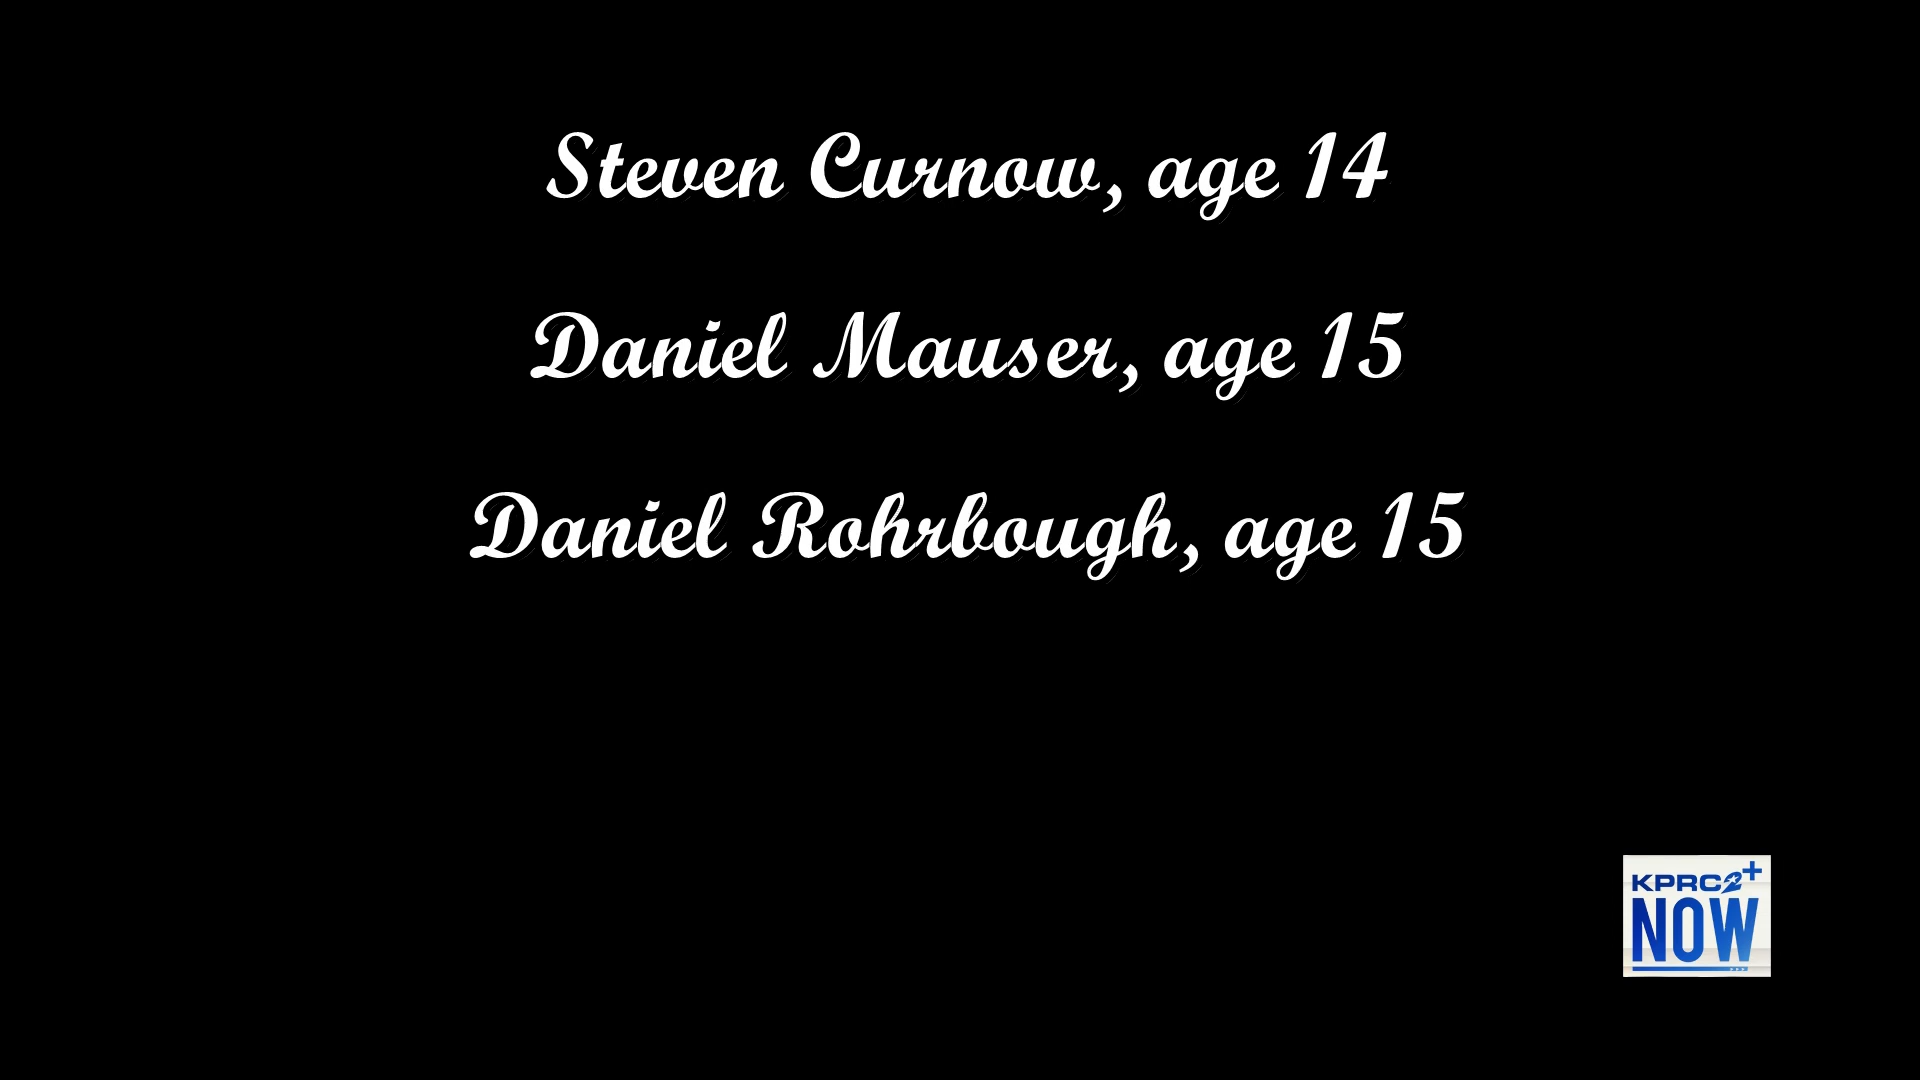 Steven Curnow, age 14
Daniel Mauser, age 15
Daniel Rohrbough, age 15
KPRC2+
NOW